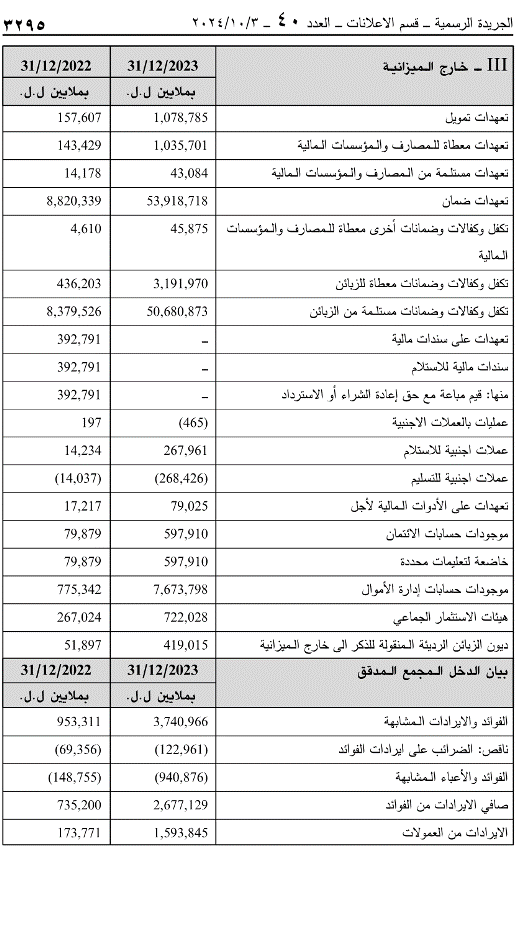 الجريدة الرسمية ــ قسم الاعلانات ــ العدد ٤٠ ــ ٢٠٢٤/١٠/٣ ٣٢٩٥
III ــ خارج الميزانية 31/12/2023 31/12/2022
بملايين ل.ل. بملايين ل.ل.
تعهدات تمويل 1,078,785 157,607
تعهدات معطاة للمصارف والمؤسسات المالية 1,035,701 143,429
تعهدات مستلمة من المصارف والمؤسسات المالية 43,084 14,178
تعهدات ضمان 53,918,718 8,820,339
تكفل وكفالات وضمانات أخرى معطاة للمصارف والمؤسسات 45,875 4,610
المالية
تكفل وكفالات وضمانات معطاة للزبائن 3,191,970 436,203
تكفل وكفالات وضمانات مستلمة من الزبائن 50,680,873 8,379,526
تعهدات على سندات مالية – 392,791
سندات مالية للاستلام – 392,791
منها: قيم مباعة مع حق إعادة الشراء أو الاسترداد – 392,791
عمليات بالعملات الاجنبية (465) 197
عملات اجنبية للاستلام 267,961 14,234
عملات اجنبية للتسليم (268,426) (14,037)
تعهدات على الأدوات المالية لأجل 79,025 17,217
موجودات حسابات الائتمان 597,910 79,879
خاضعة لتعليمات محددة 597,910 79,879
موجودات حسابات إدارة الأموال 7,673,798 775,342
هيئات الاستثمار الجماعي 722,028 267,024
ديون الزبائن الرديئة المنقولة للذكر الى خارج الميزانية 419,015 51,897
بيان الدخل المجمع المدقق 31/12/2023 31/12/2022
بملايين ل.ل. بملايين ل.ل.
الفوائد والايرادات المشابهة 3,740,966 953,311
ناقص: الضرائب على ايرادات الفوائد (122,961) (69,356)
الفوائد والأعباء المشابهة (940,876) (148,755)
صافي الايرادات من الفوائد 2,677,129 735,200
الايرادات من العمولات 1,593,845 173,771